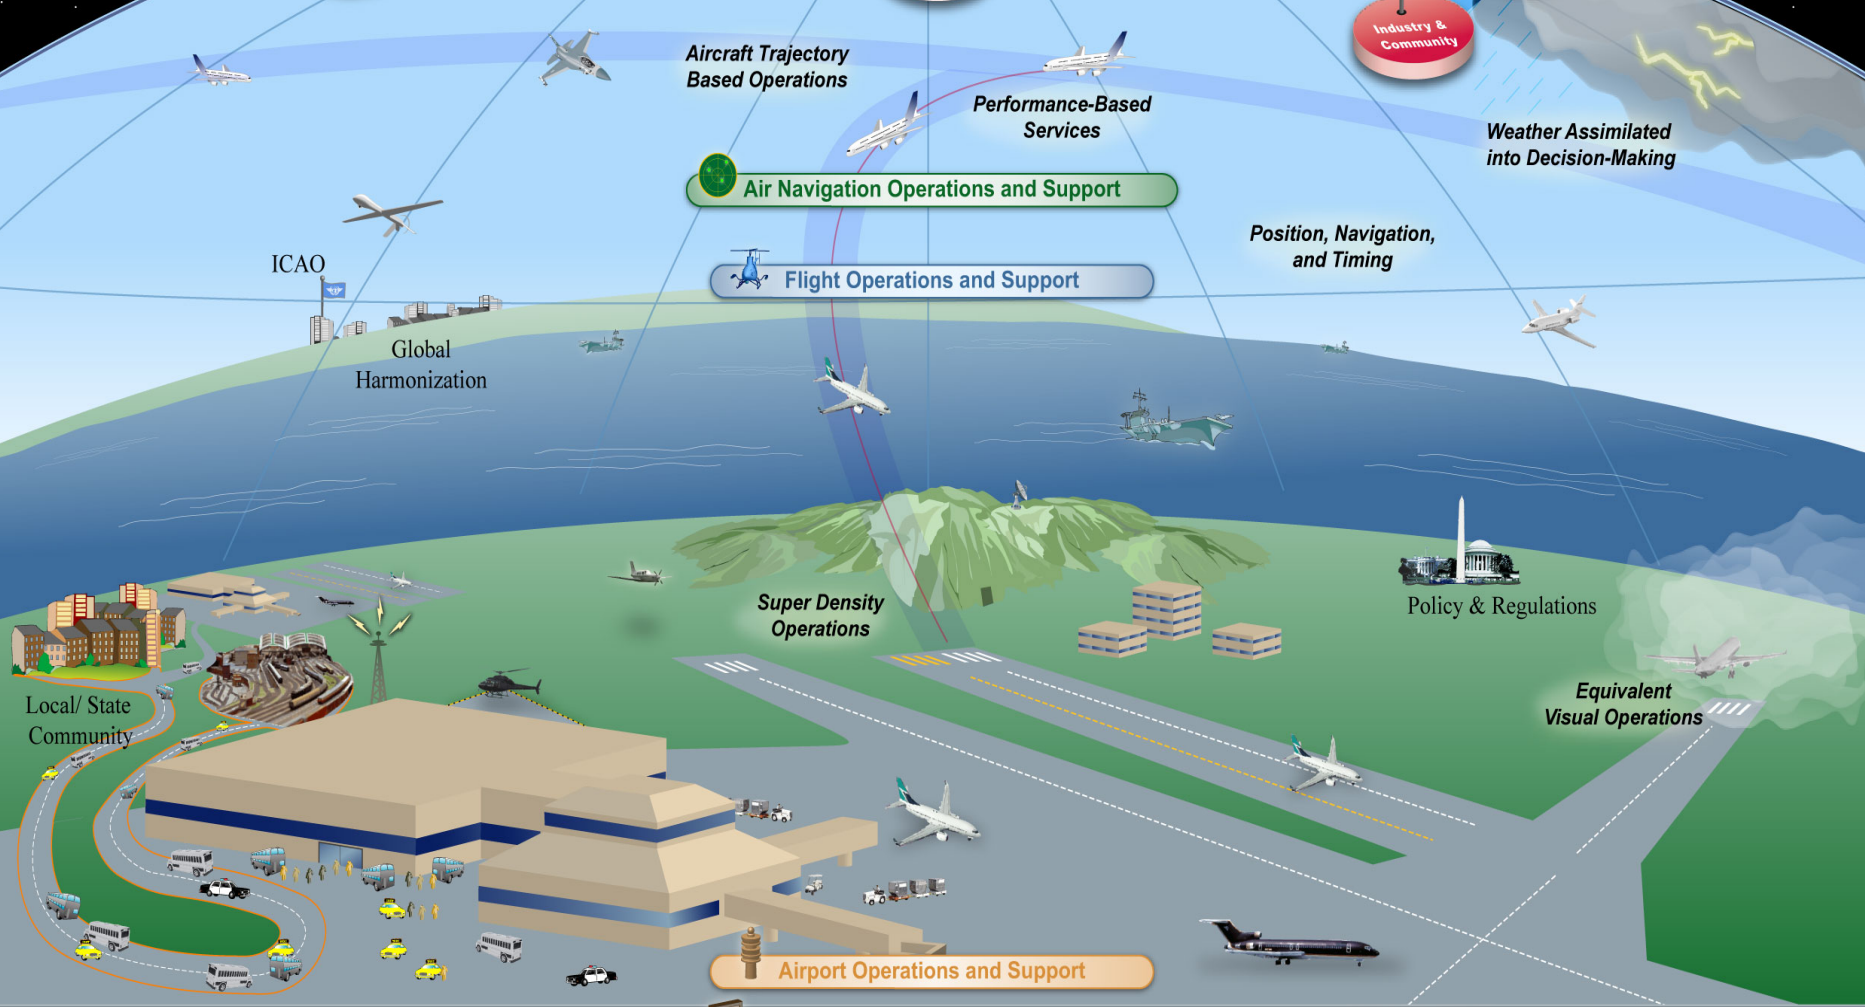 Industry &
Community
Aircraft Trajectory
Based Operations
Performance-Based
Services
Weather Assimilated
into Decision-Making
Air Navigation Operations and Support
Position, Navigation,
and Timing
ICAO
Flight Operations and Support
Global
Harmonization
Super Density
Operations
Policy & Regulations
Local/ State
Community
Equivalent
Visual Operations
Airport Operations and Support